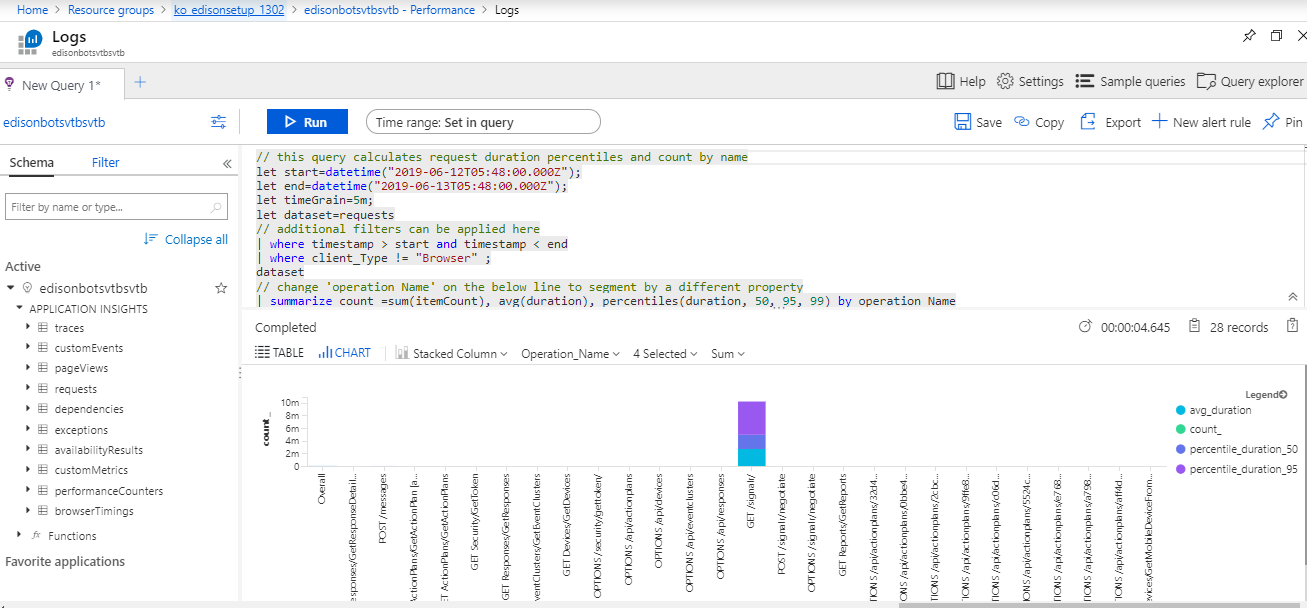 Home > Resource groups > ko_edisonsetup_1302 > edisonbotsvtbsvtb - Performance > Logs
Logs
edisonbotsvtbsvtb
New Query 1*
Help Settings Sample queries Query explorer
edisonbotsvtbsvtb
Run
Time range: Set in query
Save Copy Export New alert rule Pin
Schema Filter
Filter by name or type...
Collapse all
Active
edisonbotsvtbsvtb
APPLICATION INSIGHTS
traces
customEvents
pageViews
requests
dependencies
exceptions
availabilityResults
customMetrics
performanceCounters
browserTimings
fx Functions
Favorite applications
// this query calculates request duration percentiles and count by name
let start=datetime("2019-06-12T05:48:00.000Z");
let end=datetime("2019-06-13T05:48:00.000Z");
let timeGrain=5m;
let dataset=requests
// additional filters can be applied here
| where timestamp > start and timestamp < end
| where client_Type != "Browser" ;
dataset
// change 'operation Name' on the below line to segment by a different property
| summarize count =sum(itemCount), avg(duration), percentiles(duration, 50, 95, 99) by operation Name
Completed
00:00:04.645
28 records
TABLE CHART Stacked Column Operation_Name 4 Selected Sum
count_
10m
8m
6m
4m
2m
0
Overall
esponses/GetResponseDetail...
POST /messages
ActionPlans/GetActionPlan [a...
ET ActionPlans/GetActionPlans
GET Security/GetToken
GET Responses/GetResponses
ventClusters/GetEventClusters
GET Devices/GetDevices
OPTIONS /security/gettoken/
OPTIONS /api/actionplans
OPTIONS /api/devices
OPTIONS /api/eventclusters
OPTIONS /api/responses
GET /signalr/...
POST /signalr/negotiate
OPTIONS /signalr/negotiate
GET Reports/GetReports
TIONS /api/actionplans/32d4...
ONS /api/actionplans/0bbe4...
TIONS /api/actionplans/2cbc...
TIONS /api/actionplans/9ffe8...
TIONS /api/actionplans/c06d...
TIONS /api/actionplans/5524c...
TIONS /api/actionplans/e768...
TIONS /api/actionplans/a798...
TIONS /api/actionplans/aff6d...
evices/GetMobileDeviceFrom...
Legend
avg_duration
count_
percentile_duration_50
percentile_duration_95